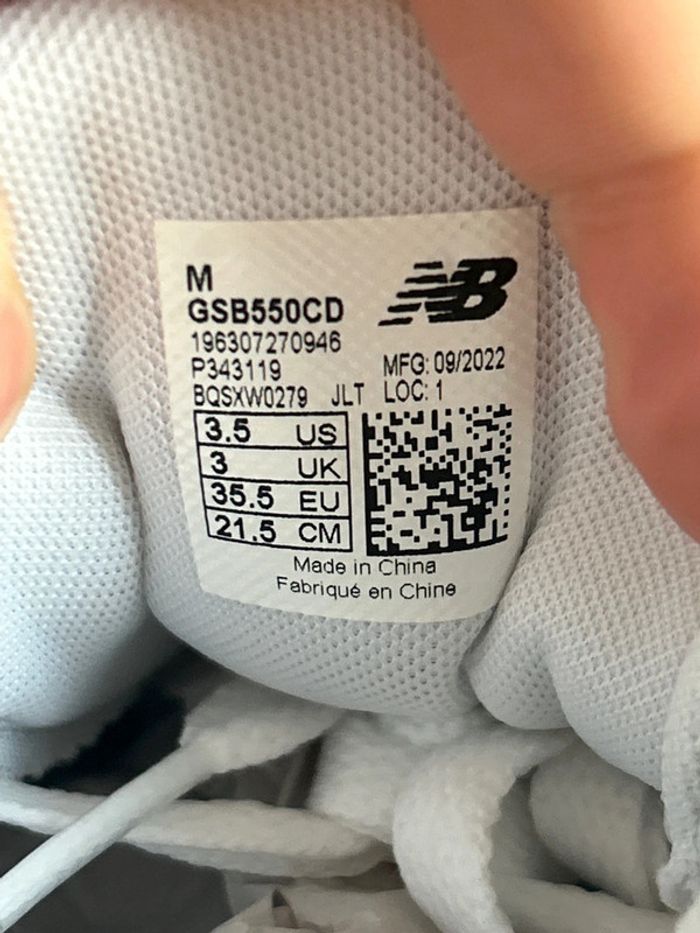 M
GSB550CD
NB
196307270946
P343119 MFG: 09/2022
BQSXW0279 JLT LOC: 1
3.5 US
3 UK
35.5 EU
21.5 CM
Made in China
Fabriqué en Chine